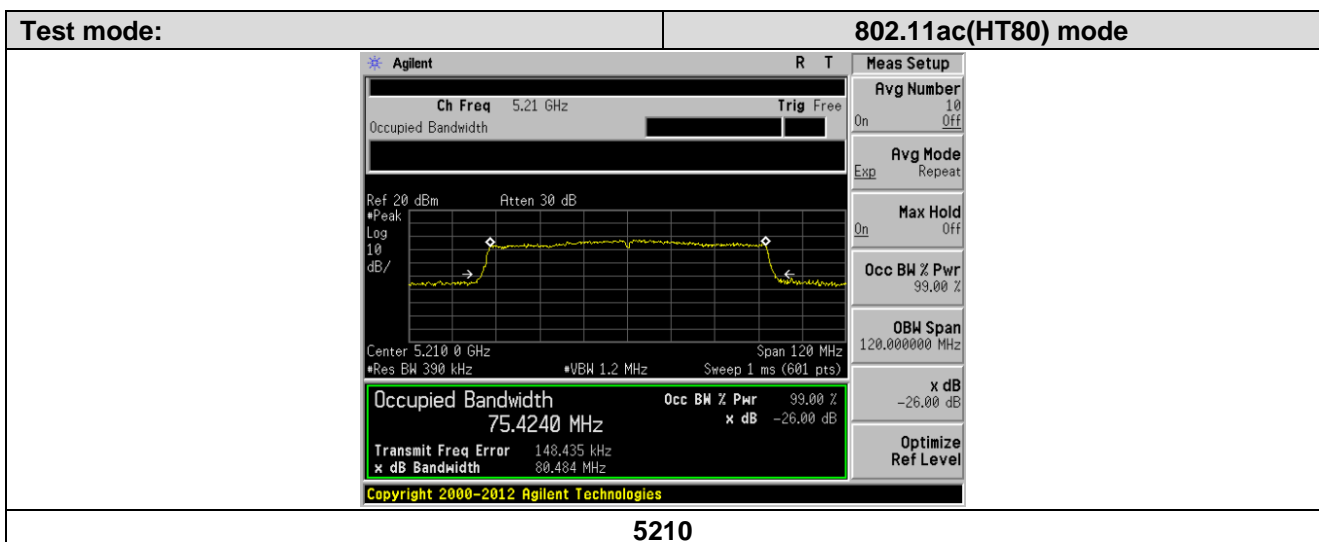 Test mode: 802.11ac(HT80) mode
Agilent R T Meas Setup
Ch Freq 5.21 GHz Trig Free
Occupied Bandwidth
Avg Number
10
On Off
Avg Mode
Exp Repeat
Max Hold
On Off
Occ BW % Pwr
99.00 %
OBW Span
120.000000 MHz
x dB
-26.00 dB
Optimize
Ref Level
Ref 20 dBm Atten 30 dB
#Peak
Log
10
dB/
Center 5.210 0 GHz Span 120 MHz
#Res BW 390 kHz #VBW 1.2 MHz Sweep 1 ms (601 pts)
Occupied Bandwidth Occ BW % Pwr 99.00 %
75.4240 MHz x dB -26.00 dB
Transmit Freq Error 148.435 kHz
x dB Bandwidth 80.484 MHz
Copyright 2000-2012 Agilent Technologies
5210